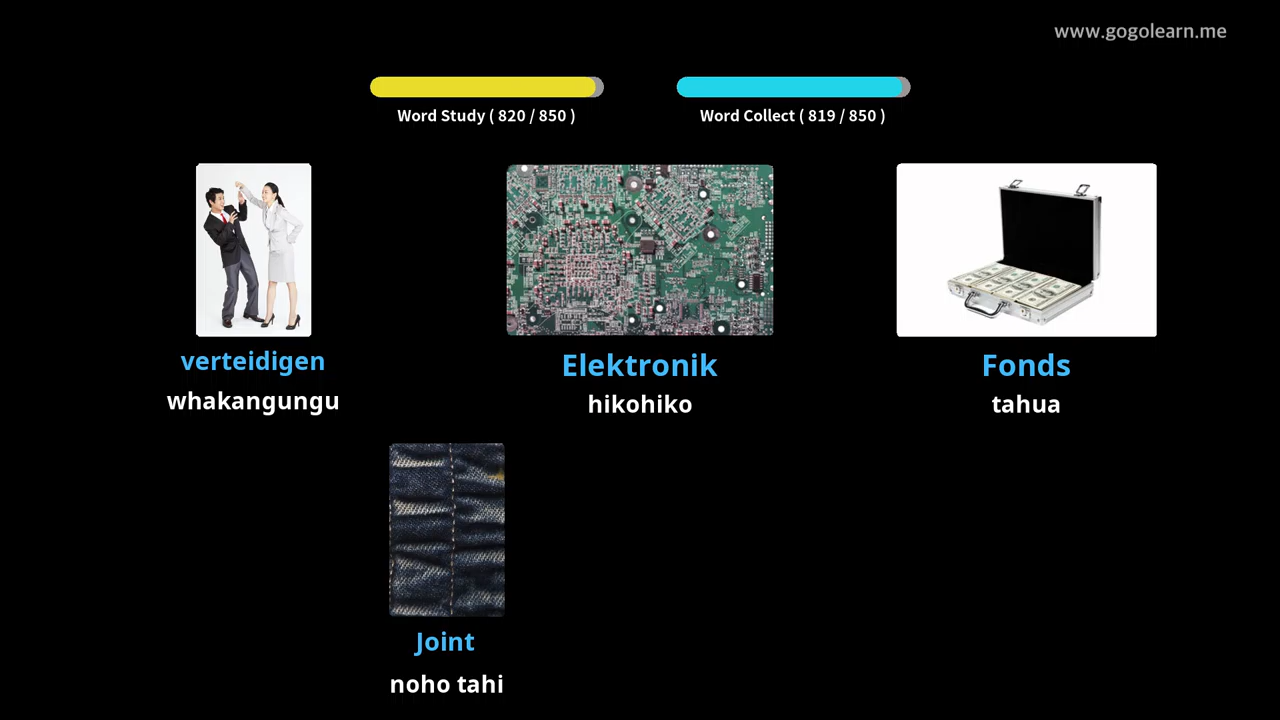 www.gogolearn.me
Word Study ( 820 / 850 )
Word Collect ( 819 / 850 )
verteidigen
whakangungu
Elektronik
hikohiko
Fonds
tahua
Joint
noho tahi